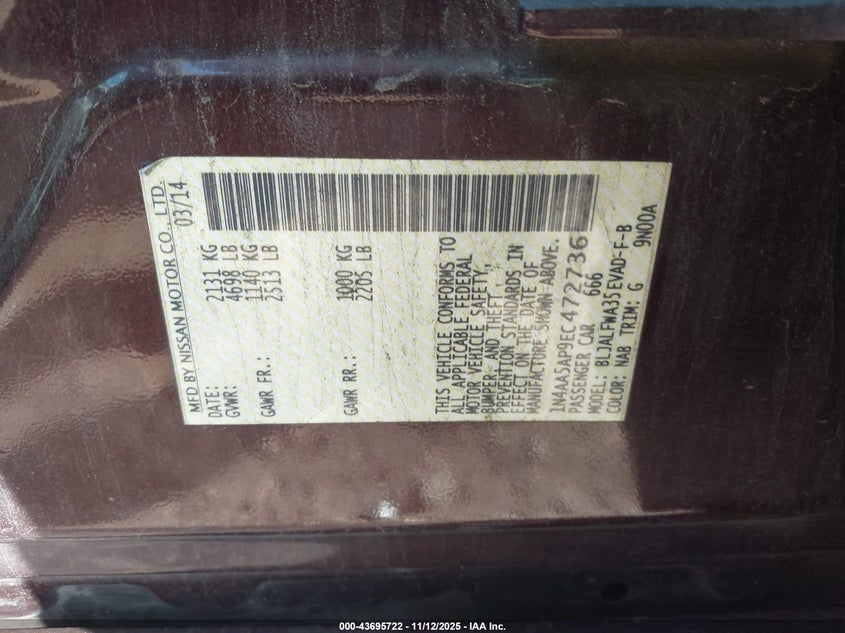 MFD BY NISSAN MOTOR CO., LTD.
DATE: 03/14
GVWR: 2131 KG
4698 LB
GAWR FR.: 1140 KG
2513 LB
GAWR RR.: 1000 KG
2205 LB
THIS VEHICLE CONFORMS TO
ALL APPLICABLE FEDERAL
MOTOR VEHICLE SAFETY,
BUMPER, AND THEFT
PREVENTION STANDARDS IN
EFFECT ON THE DATE OF
MANUFACTURE SHOWN ABOVE.
1N4AA5AP9EC472736
PASSENGER CAR 666
MODEL: BLJALFWA35EVAD-F-B
COLOR: NAB TRIM: G 9N00A
000-43695722 - 11/12/2025 - IAA Inc.